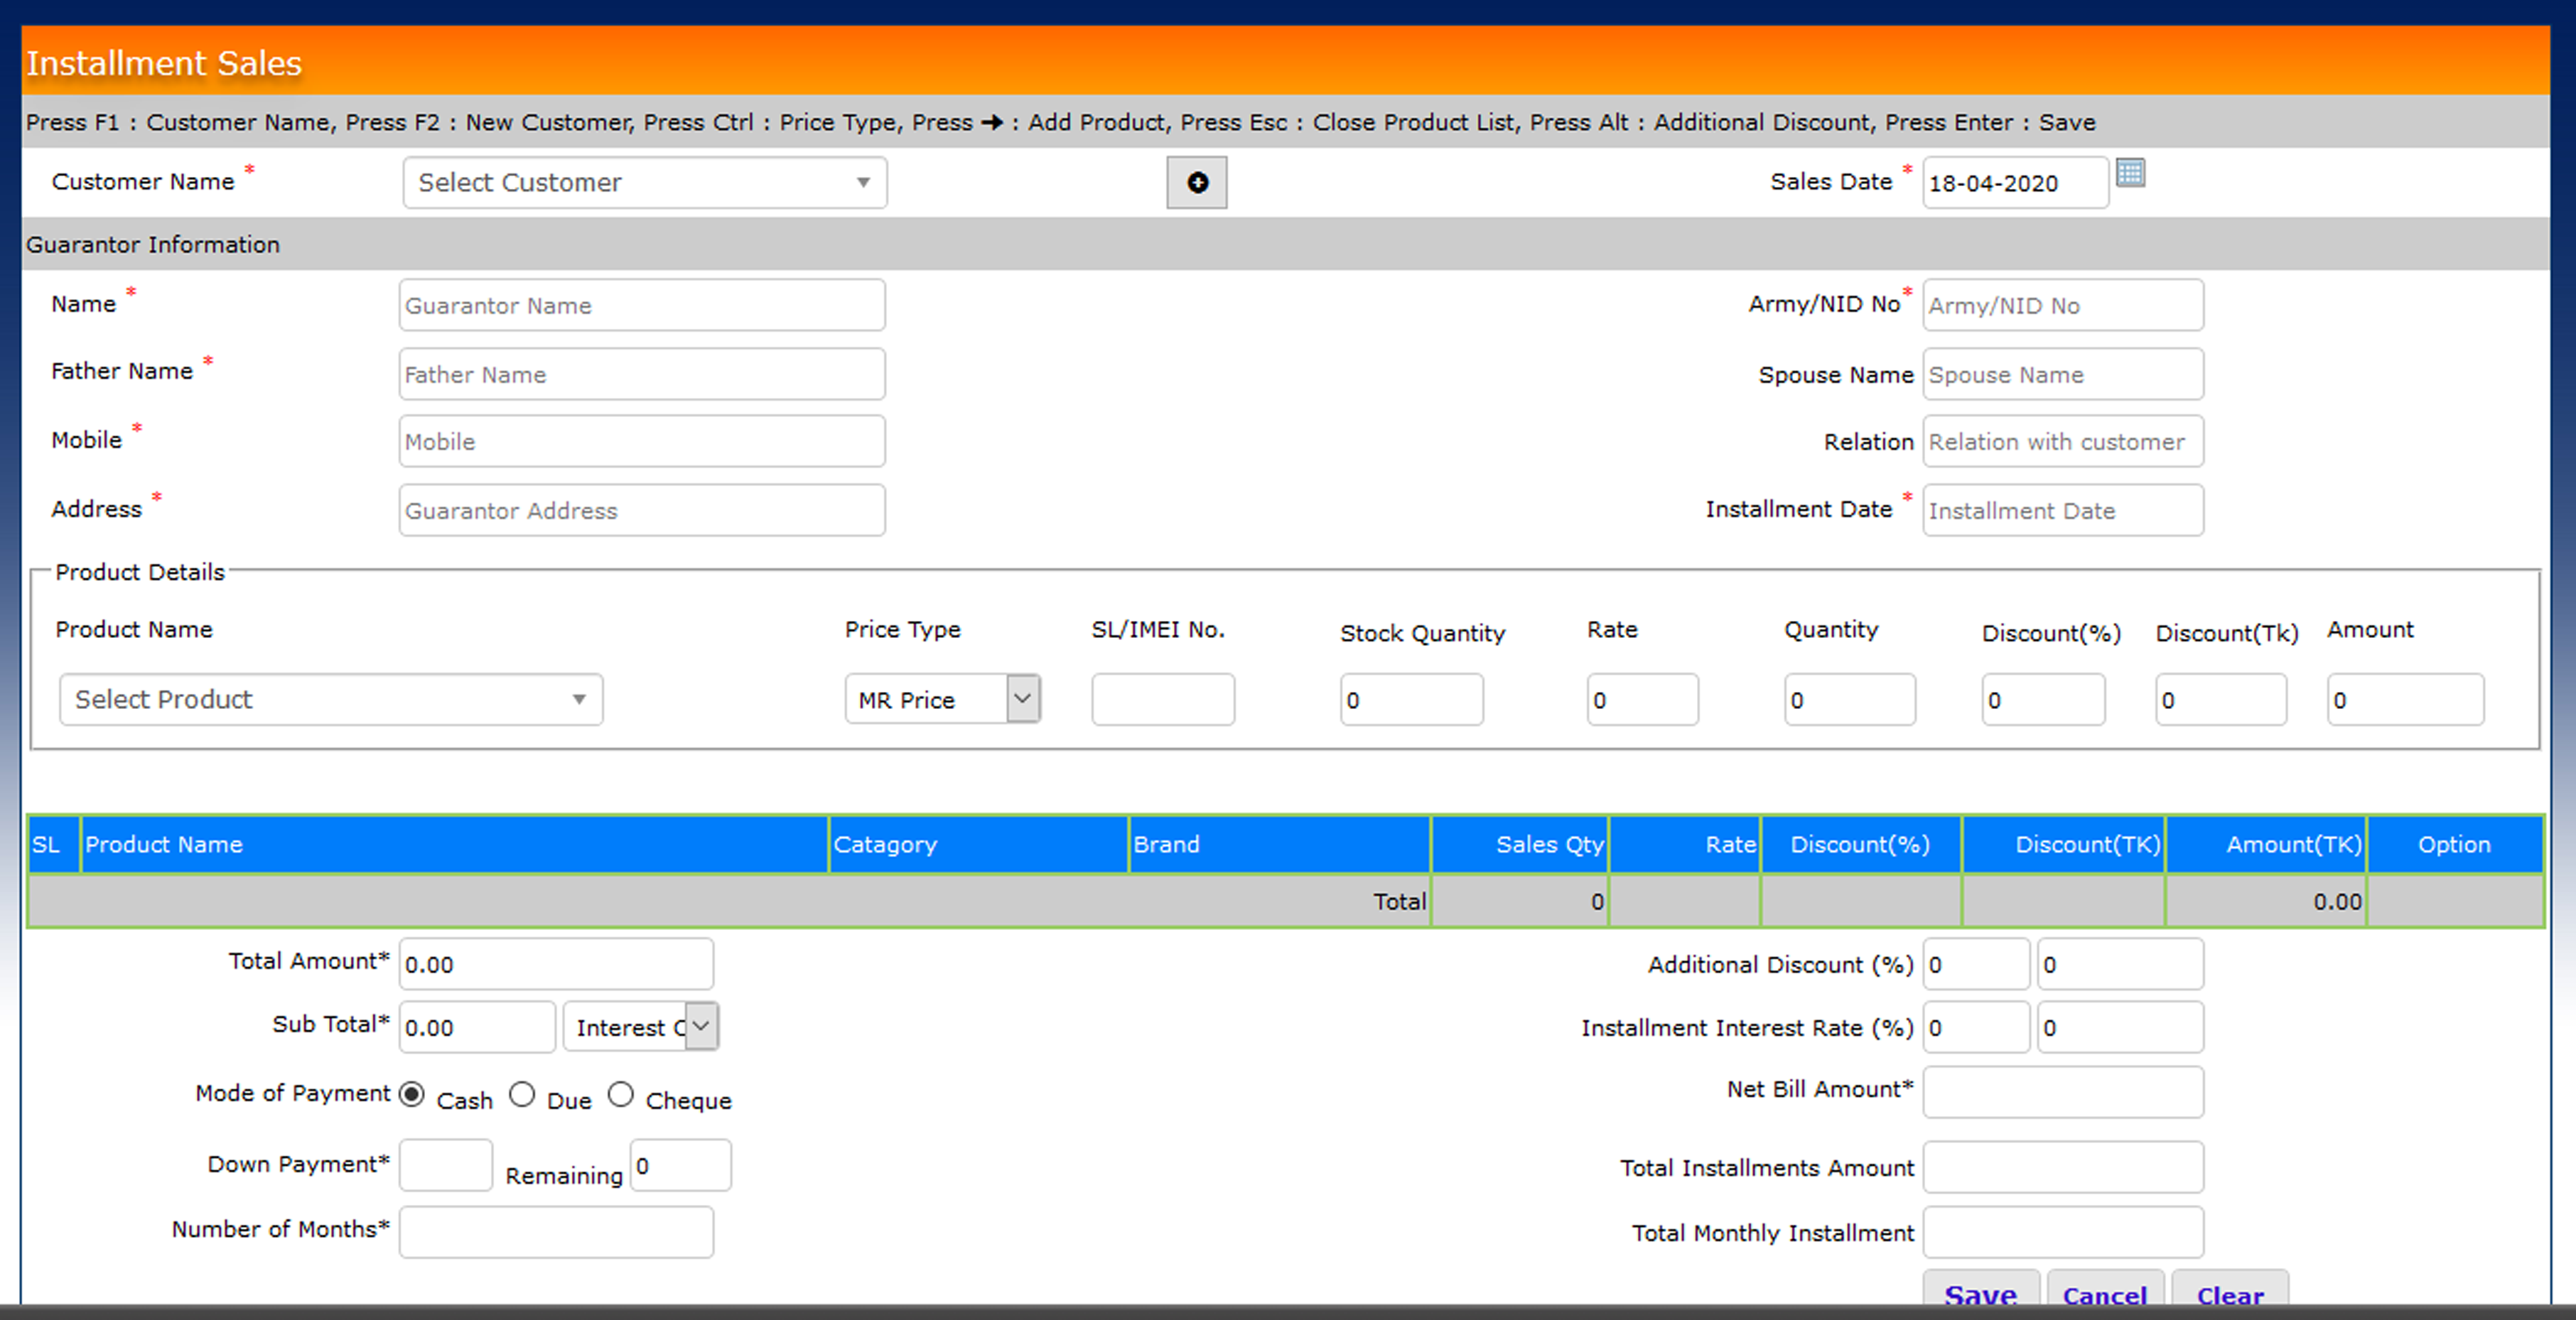 Installment Sales
Press F1 : Customer Name, Press F2 : New Customer, Press Ctrl : Price Type, Press ➔ : Add Product, Press Esc : Close Product List, Press Alt : Additional Discount, Press Enter : Save
Customer Name * Select Customer Sales Date * 18-04-2020
Guarantor Information
Name * Guarantor Name Army/NID No * Army/NID No
Father Name * Father Name Spouse Name Spouse Name
Mobile * Mobile Relation Relation with customer
Address * Guarantor Address Installment Date * Installment Date
Product Details
Product Name Price Type SL/IMEI No. Stock Quantity Rate Quantity Discount(%) Discount(Tk) Amount
Select Product MR Price 0 0 0 0 0 0
SL Product Name Catagory Brand Sales Qty Rate Discount(%) Discount(TK) Amount(TK) Option
Total 0 0.00
Total Amount* 0.00 Additional Discount (%) 0 0
Sub Total* 0.00 Interest Installment Interest Rate (%) 0 0
Mode of Payment Cash Due Cheque Net Bill Amount*
Down Payment* Remaining 0 Total Installments Amount
Number of Months* Total Monthly Installment
Save Cancel Clear